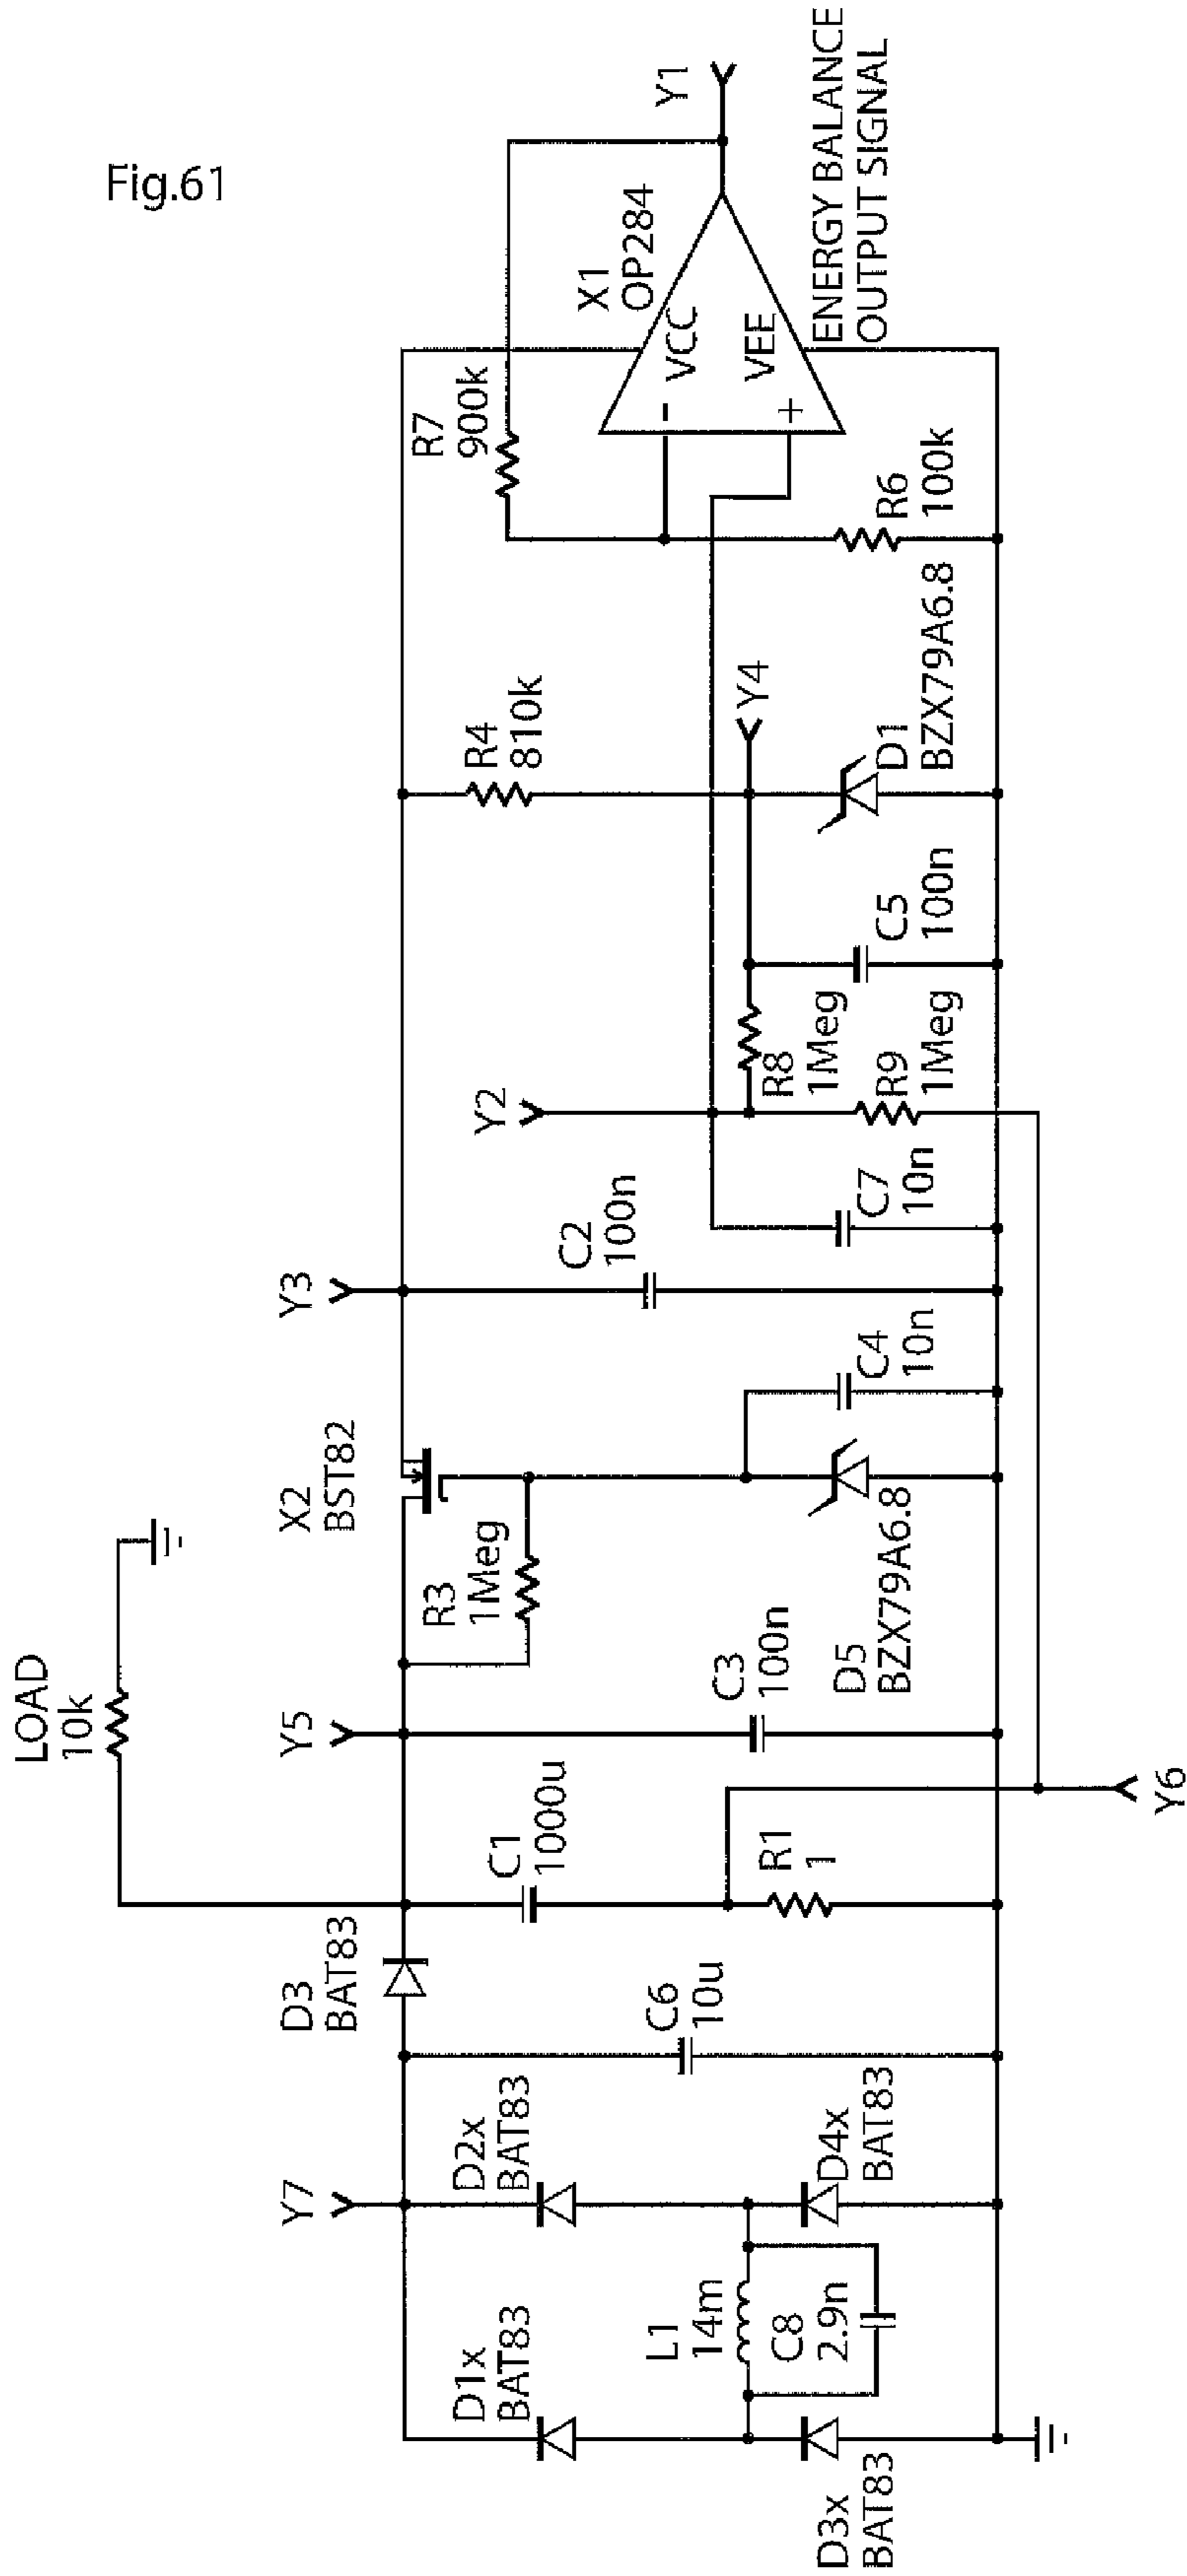 Fig.61
LOAD
10k
Y7
D1x
BAT83
D2x
BAT83
L1
14m
C8
2.9n
D3x
BAT83
D4x
BAT83
D3
BAT83
C6
10u
C1
1000u
R1
1
Y6
Y5
C3
100n
R3
1Meg
X2
BST82
D5
BZX79A6.8
C4
10n
Y3
C2
100n
C7
10n
Y2
R8
1Meg
R9
1Meg
C5
100n
R4
810k
Y4
D1
BZX79A6.8
R7
900k
R6
100k
X1
OP284
-
VCC
VEE
+
Y1
ENERGY BALANCE
OUTPUT SIGNAL